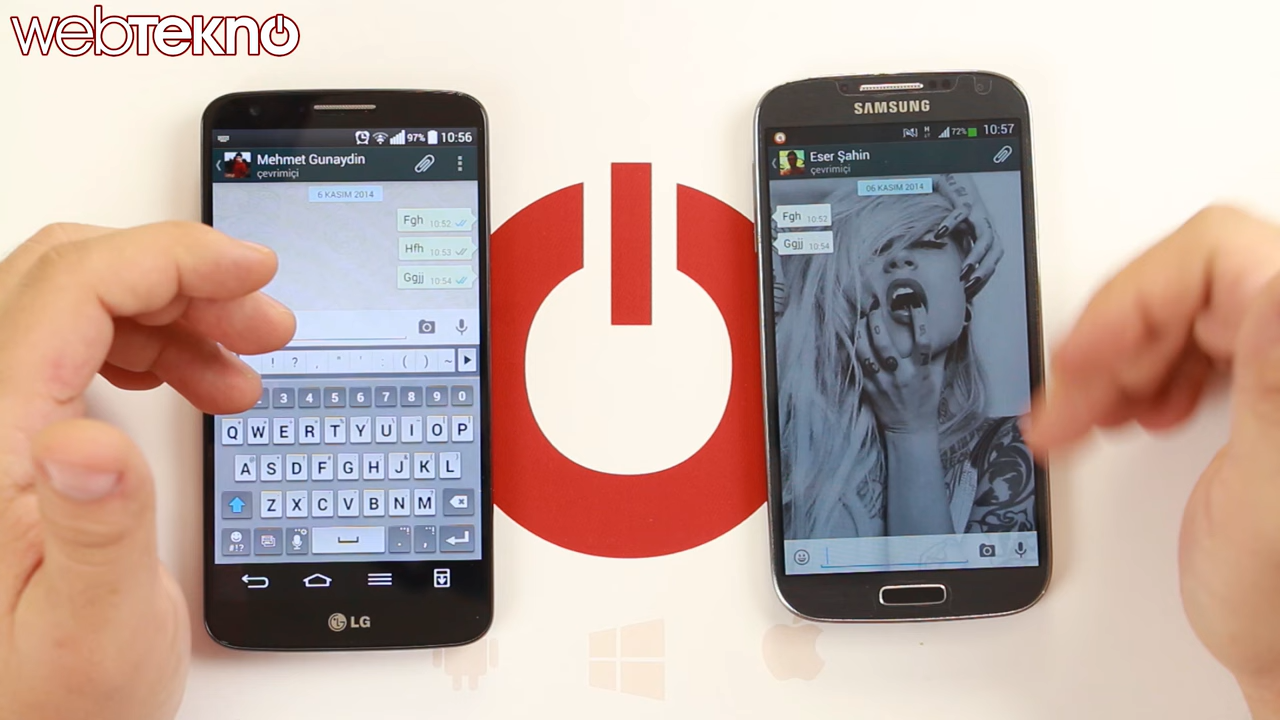 webTEKNO
10:56
97%
Mehmet Gunaydin
çevrimiçi
6 KASIM 2014
Fgh 10:52
Hfh 10:53
Ggjj 10:54
! ? , " ' : ( ) ~
2 3 4 5 6 7 8 9 0
Q W E R T Y U I O P
A S D F G H J K L
Z X C V B N M
#!?
. ,
LG
SAMSUNG
72% 10:57
Eser Şahin
çevrimiçi
06 KASIM 2014
Fgh 10:52
Ggjj 10:54